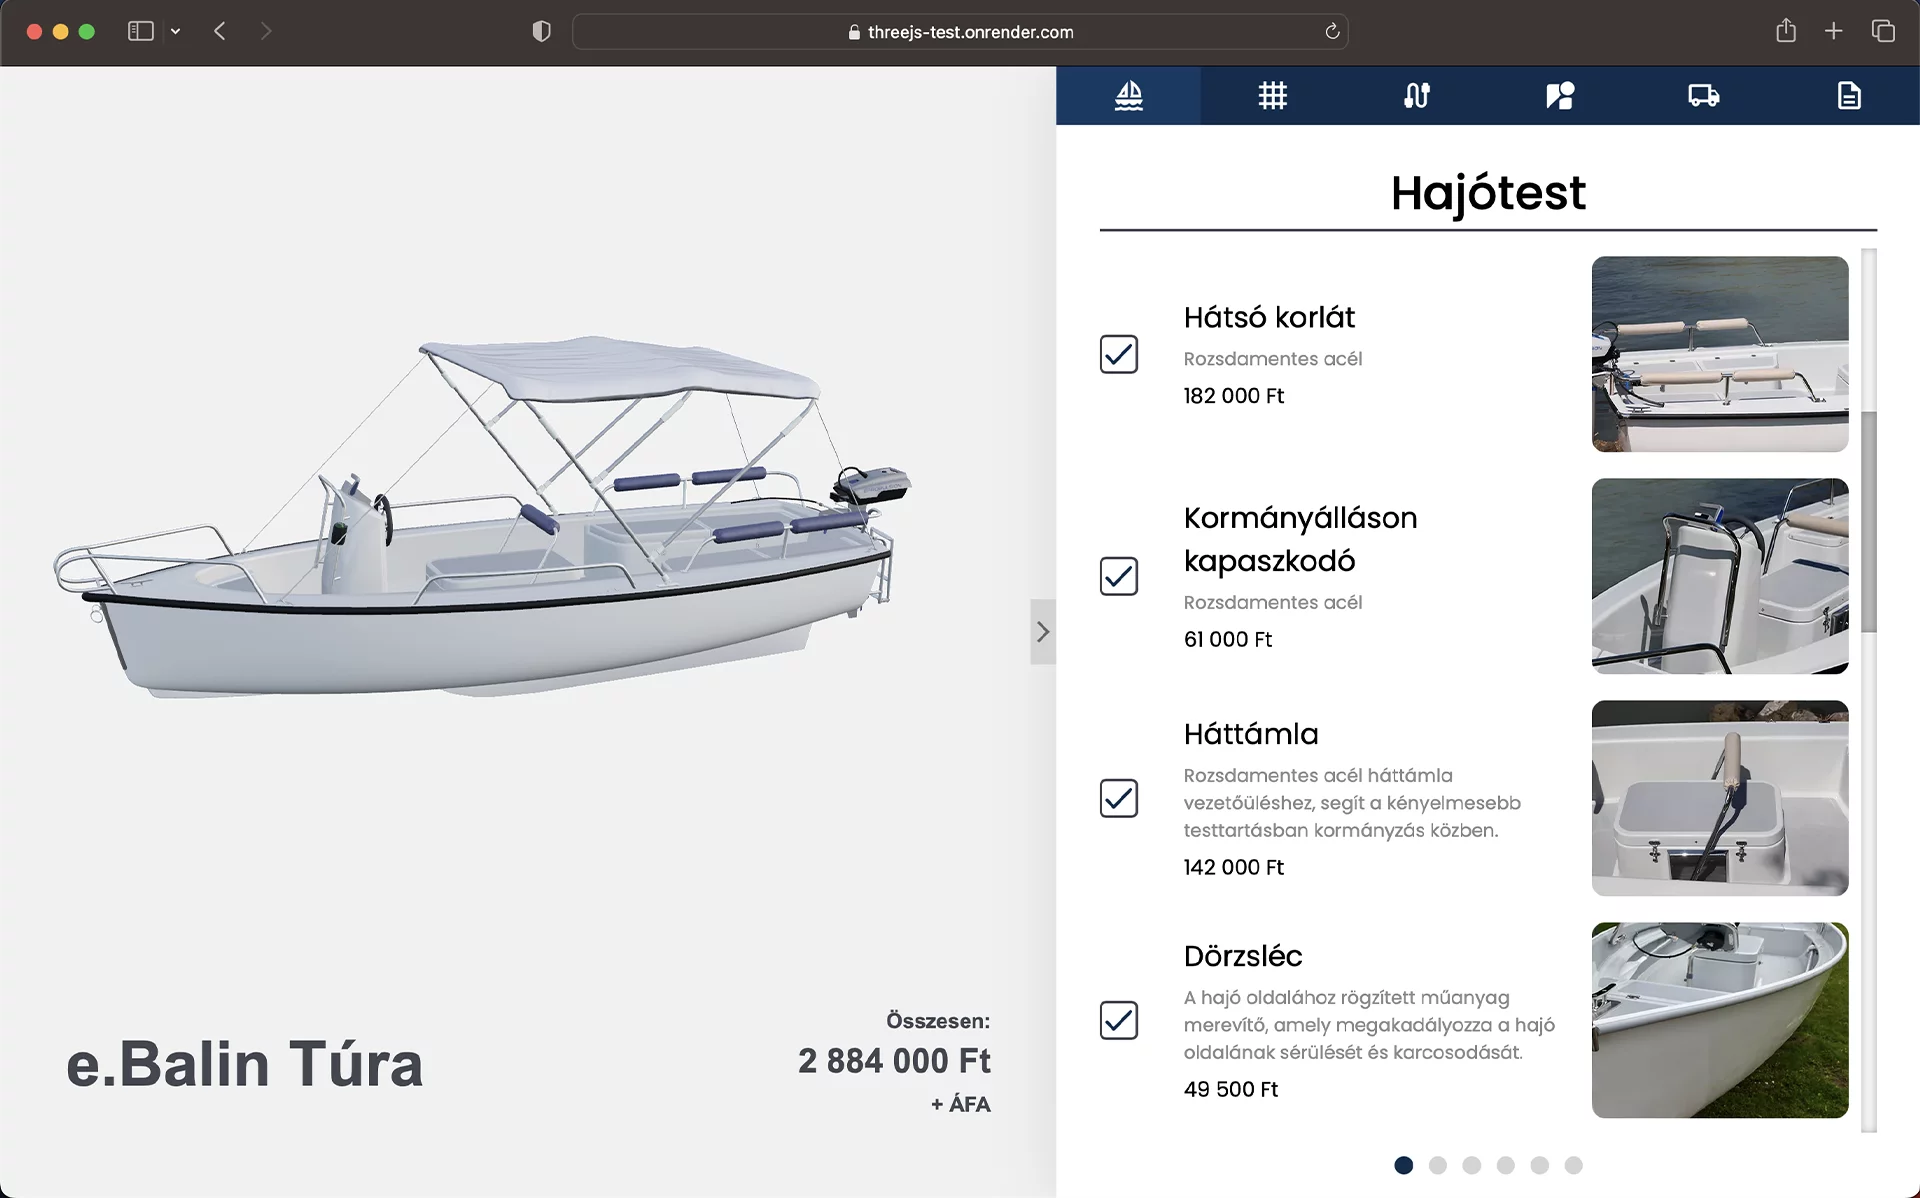 threejs-test.onrender.com
Hajótest
Hátsó korlát
Rozsdamentes acél
182 000 Ft
Kormányálláson
kapaszkodó
Rozsdamentes acél
61 000 Ft
Háttámla
Rozsdamentes acél háttámla
vezetőüléshez, segít a kényelmesebb
testtartásban kormányzás közben.
142 000 Ft
Dörzsléc
A hajó oldalához rögzített műanyag
merevítő, amely megakadályozza a hajó
oldalának sérülését és karcosodását.
49 500 Ft
e.Balin Túra
Összesen:
2 884 000 Ft
+ ÁFA